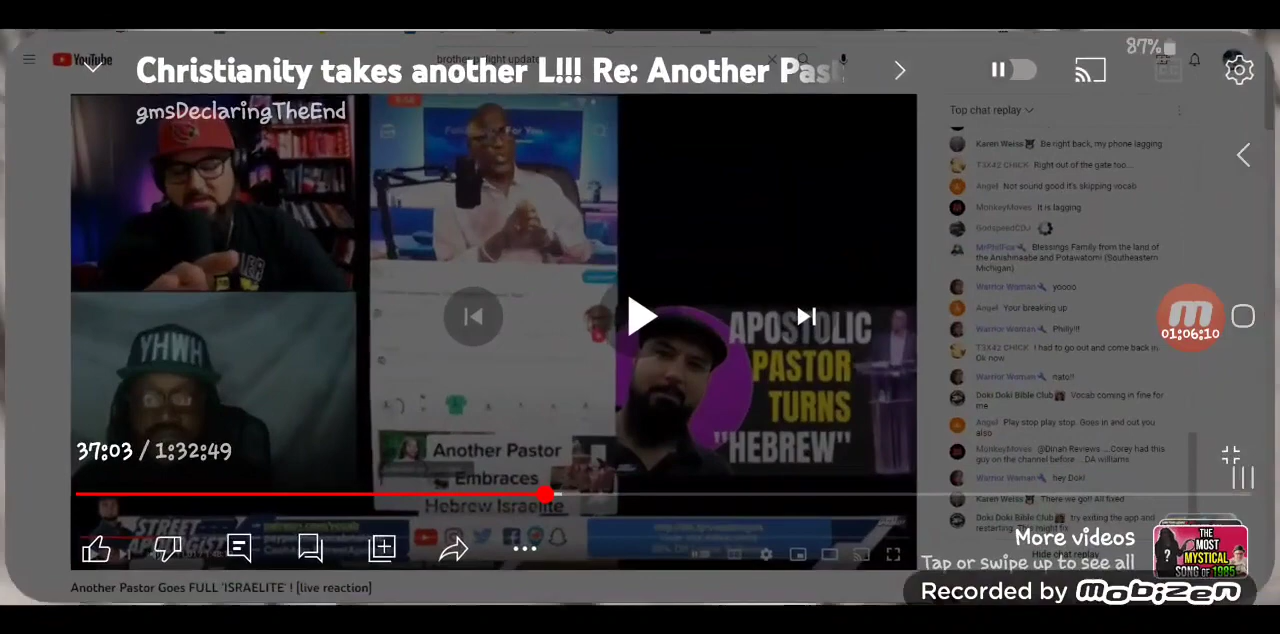 87%
YouTube
Christianity takes another L!!! Re: Another Pas
gmsDeclaringTheEnd
For You
Top chat replay
Karen Weiss Be right back, my phone lagging
T3X42 CHICK Right out of the gate too...
Angel Not sound good it's skipping vocab
MonkeyMoves It is lagging
GodspeedCDJ
MrPhilFox Blessings Family from the land of
the Anishinaabe and Potawatomi (Southeastern
Michigan)
Warrior Woman yoooo
Angel Your breaking up
Warrior Woman Philly!!!
T3X42 CHICK I had to go out and come back in.
Ok now
Warrior Woman nato!!
Doki Doki Bible Club Vocab coming in fine for
me
Angel Play stop play stop. Goes in and out you
also
MonkeyMoves @Dinah Reviews ...Corey had this
guy on the channel before ...DA williams
Warrior Woman hey Doki
Karen Weiss There we go!! All fixed
Doki Doki Bible Club try exiting the app and
restarting.
Hide chat replay
01:06:10
YHWH
APOSTOLIC
PASTOR
TURNS
"HEBREW"
Another Pastor
Embraces
Hebrew Israelite
37:03 / 1:32:49
STREET
More videos
Tap or swipe up to see all
THE
MOST
MYSTICAL
SONG OF 1985
Another Pastor Goes FULL 'ISRAELITE' ! [live reaction]
Recorded by Mobizen